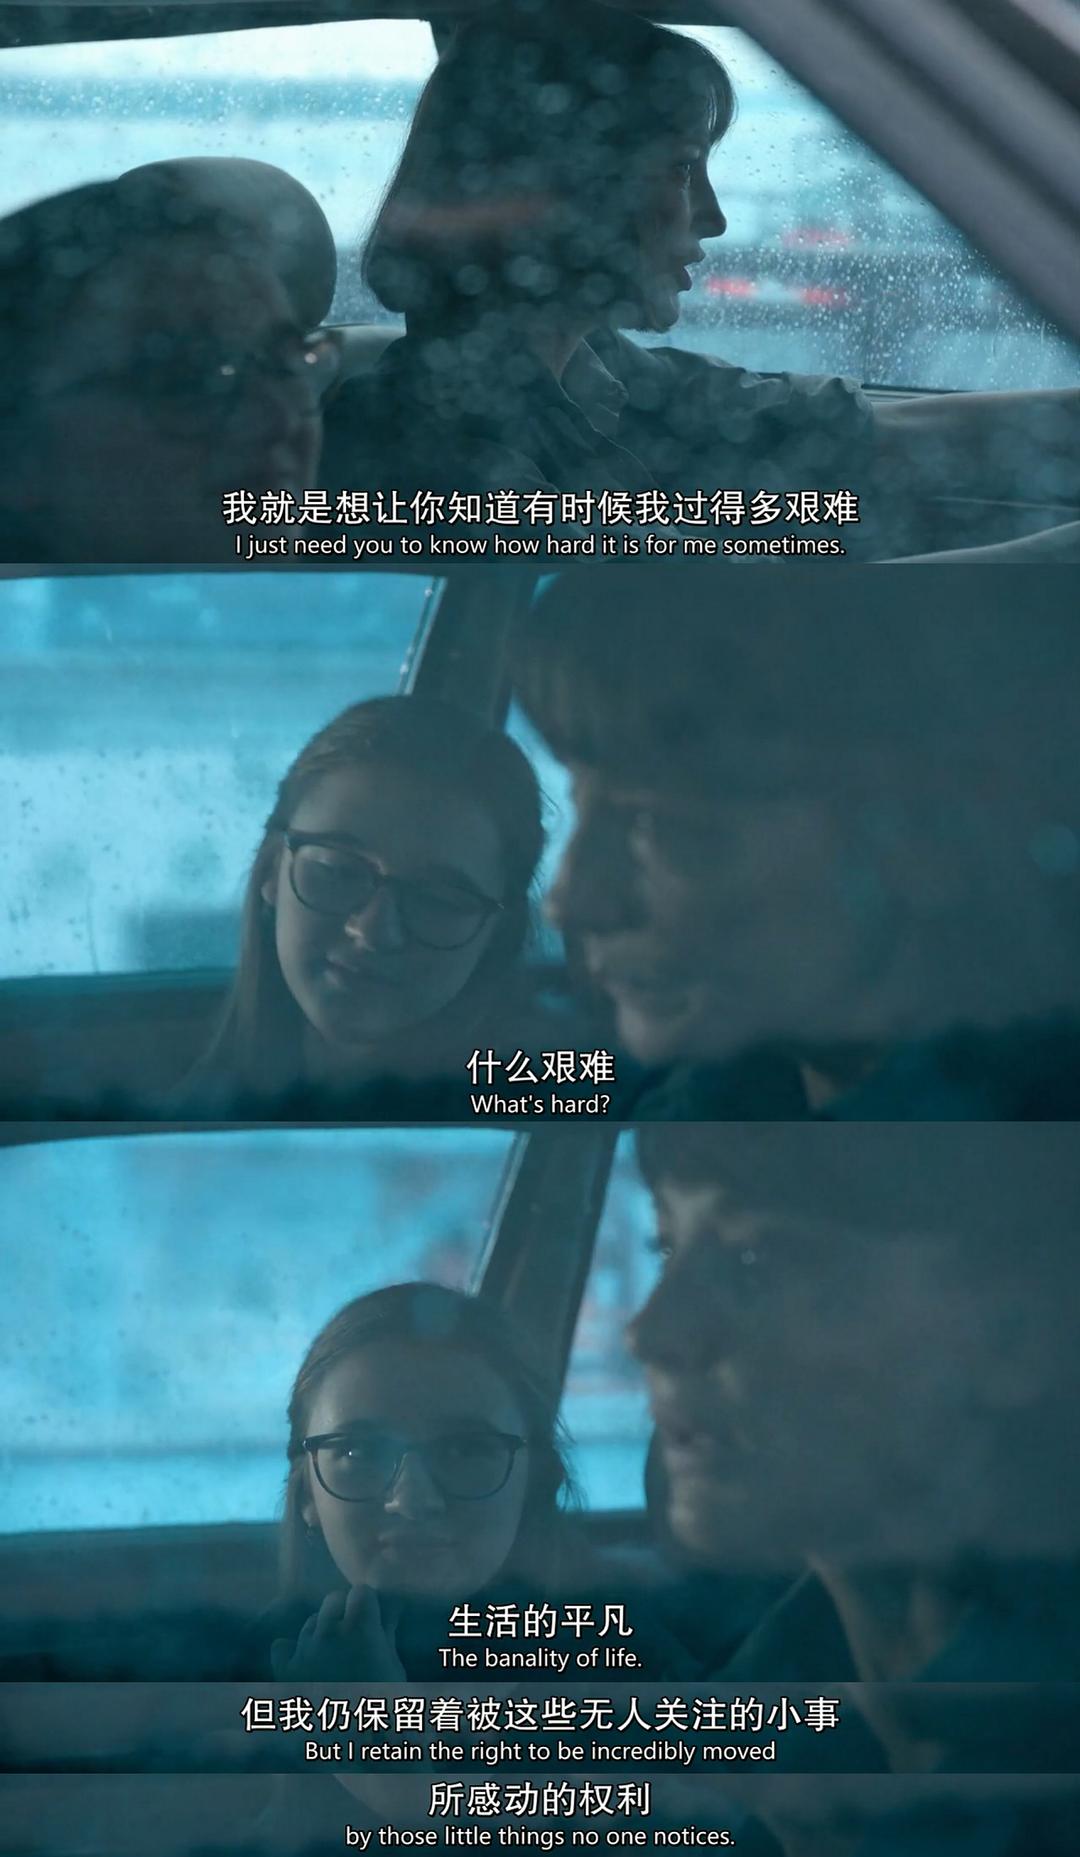 我就是想让你知道有时候我过得多艰难
I just need you to know how hard it is for me sometimes.
什么艰难
What's hard?
生活的平凡
The banality of life.
但我仍保留着被这些无人关注的小事
But I retain the right to be incredibly moved
所感动的权利
by those little things no one notices.